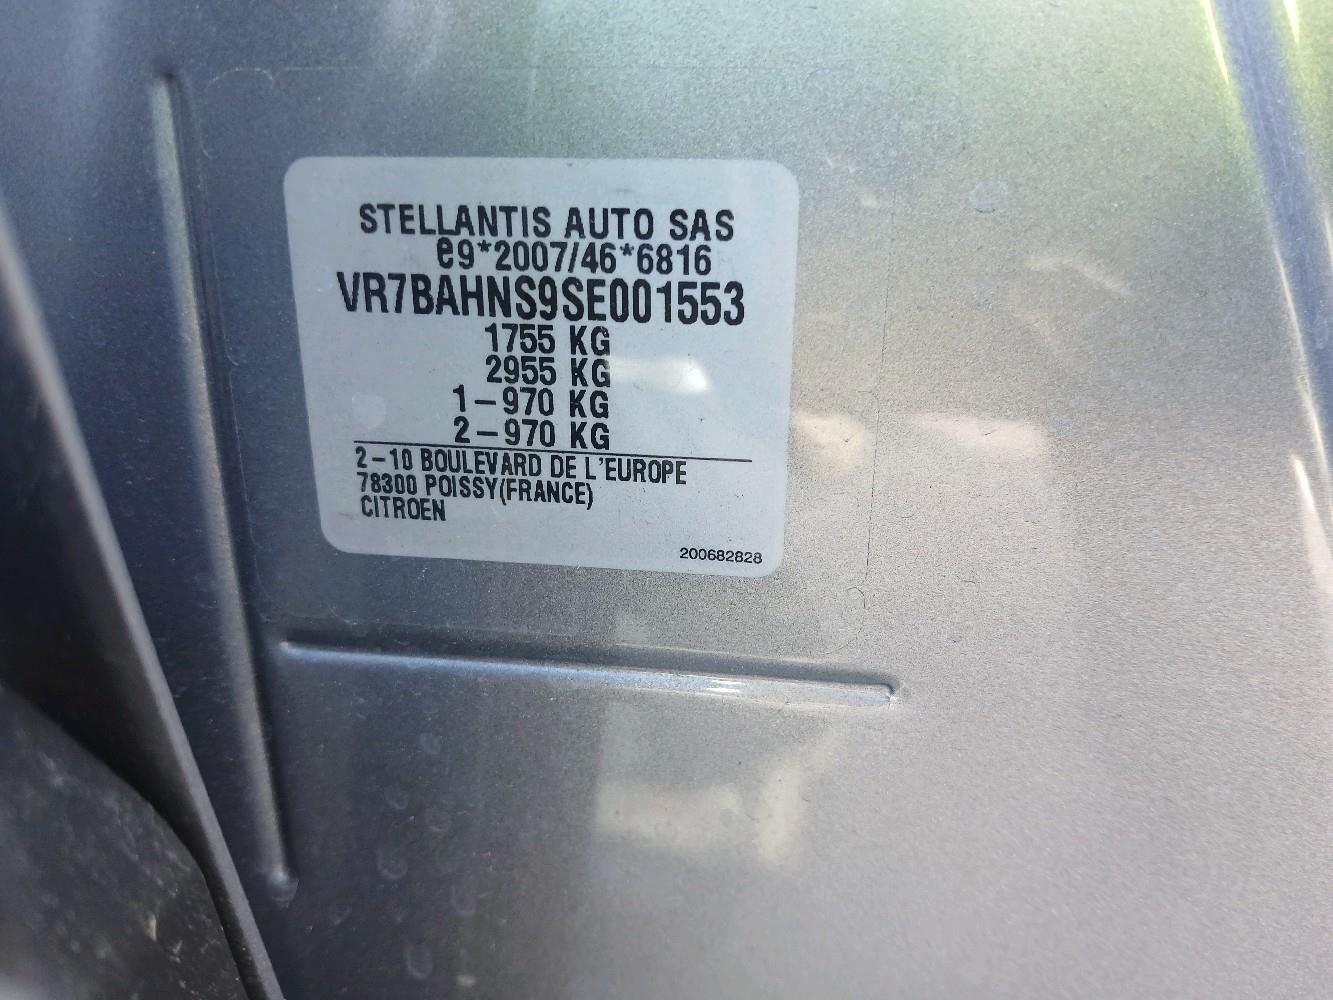 STELLANTIS AUTO SAS
e9*2007/46*6816
VR7BAHNS9SE001553
1755 KG
2955 KG
1-970 KG
2-970 KG
2-10 BOULEVARD DE L'EUROPE
78300 POISSY(FRANCE)
CITROEN
200682828